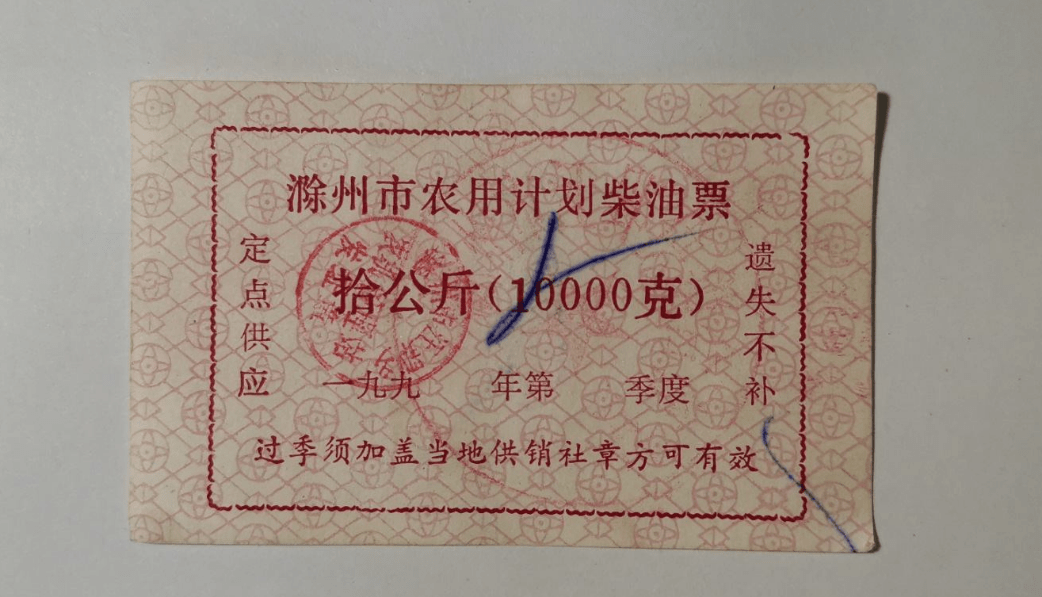 滁州市农用计划柴油票
定点供应
拾公斤(10000克)
遗失不补
一九九 年第 季度
过季须加盖当地供销社章方可有效